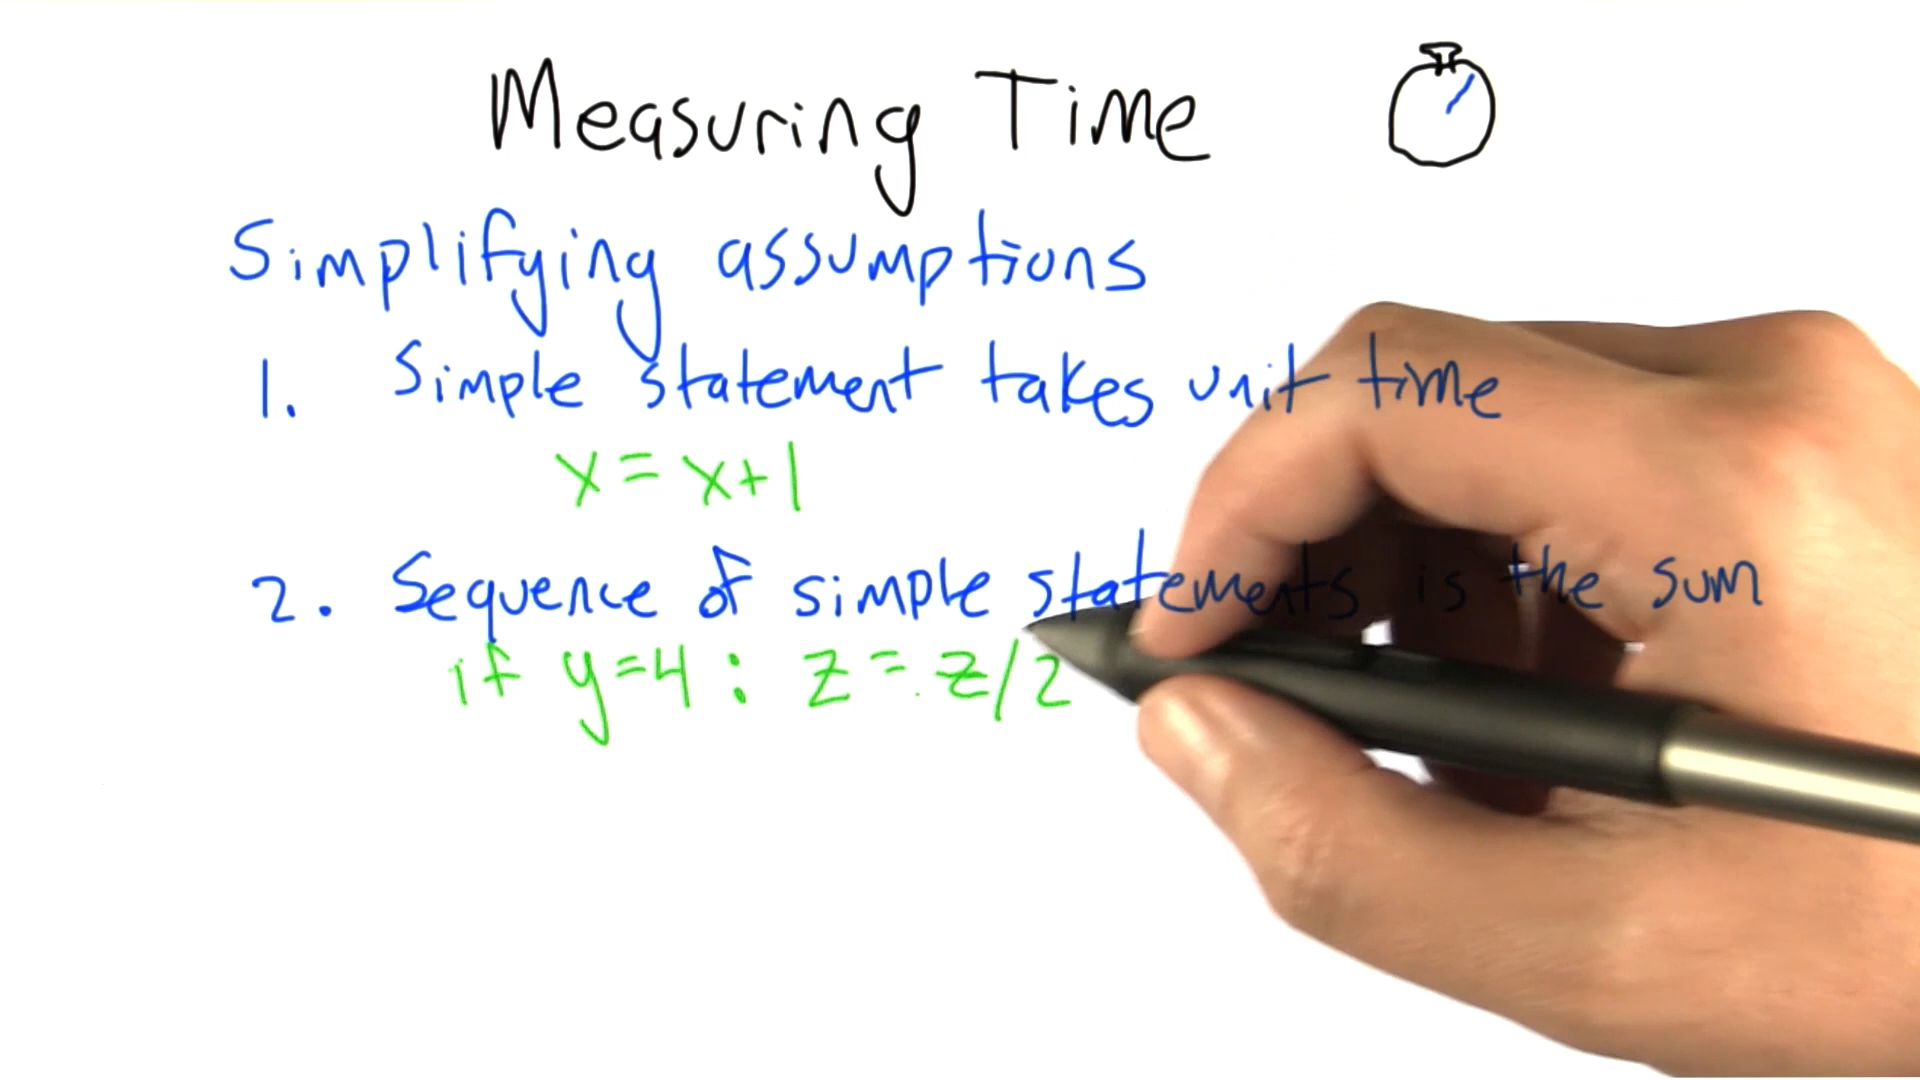 Measuring Time
Simplifying assumptions
1. Simple statement takes unit time
x = x+1
2. Sequence of simple statements is the sum
if y=4 : z = z/2